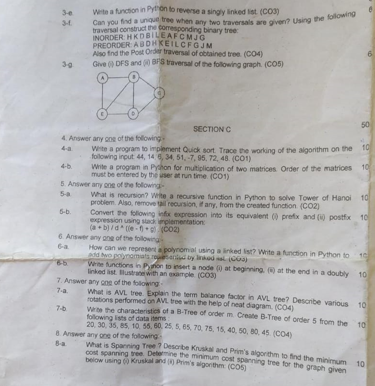 3-e. Write a function in Python to reverse a singly linked list. (CO3)
3-f. Can you find a unique tree when any two traversals are given? Using the following 6
traversal construct the corresponding binary tree:
INORDER: H K D B I L E A F C M J G
PREORDER: A B D H K E I L C F G J M
Also find the Post Order traversal of obtained tree. (CO4)
3-g. Give (i) DFS and (ii) BFS traversal of the following graph. (CO5) 6
A B
E D
SECTION C 50
4. Answer any one of the following:-
4-a. Write a program to implement Quick sort. Trace the working of the algorithm on the 10
following input: 44, 14, 5, 34, 51, -7, 95, 72, 48. (CO1)
4-b. Write a program in Python for multiplication of two matrices. Order of the matrices 10
must be entered by the user at run time. (CO1)
5. Answer any one of the following:-
5-a. What is recursion? Write a recursive function in Python to solve Tower of Hanoi 10
problem. Also, remove tail recursion, if any, from the created function. (CO2)
5-b. Convert the following infix expression into its equivalent (i) prefix and (ii) postfix 10
expression using stack implementation:
(a + b) / d ^ ((e - f) + g). (CO2)
6. Answer any one of the following:-
6-a. How can we represent a polynomial using a linked list? Write a function in Python to 10
add two polynomials represented by linked list. (CO3)
6-b. Write functions in Python to insert a node (i) at beginning, (ii) at the end in a doubly 10
linked list. Illustrate with an example. (CO3)
7. Answer any one of the following:-
7-a. What is AVL tree. Explain the term balance factor in AVL tree? Describe various 10
rotations performed on AVL tree with the help of neat diagram. (CO4)
7-b. Write the characteristics of a B-Tree of order m. Create B-Tree of order 5 from the 10
following lists of data items
20, 30, 35, 85, 10, 55, 60, 25, 5, 65, 70, 75, 15, 40, 50, 80, 45. (CO4)
8. Answer any one of the following:-
8-a. What is Spanning Tree? Describe Kruskal and Prim's algorithm to find the minimum 10
cost spanning tree. Determine the minimum cost spanning tree for the graph given
below using (i) Kruskal and (ii) Prim's algorithm: (CO5)